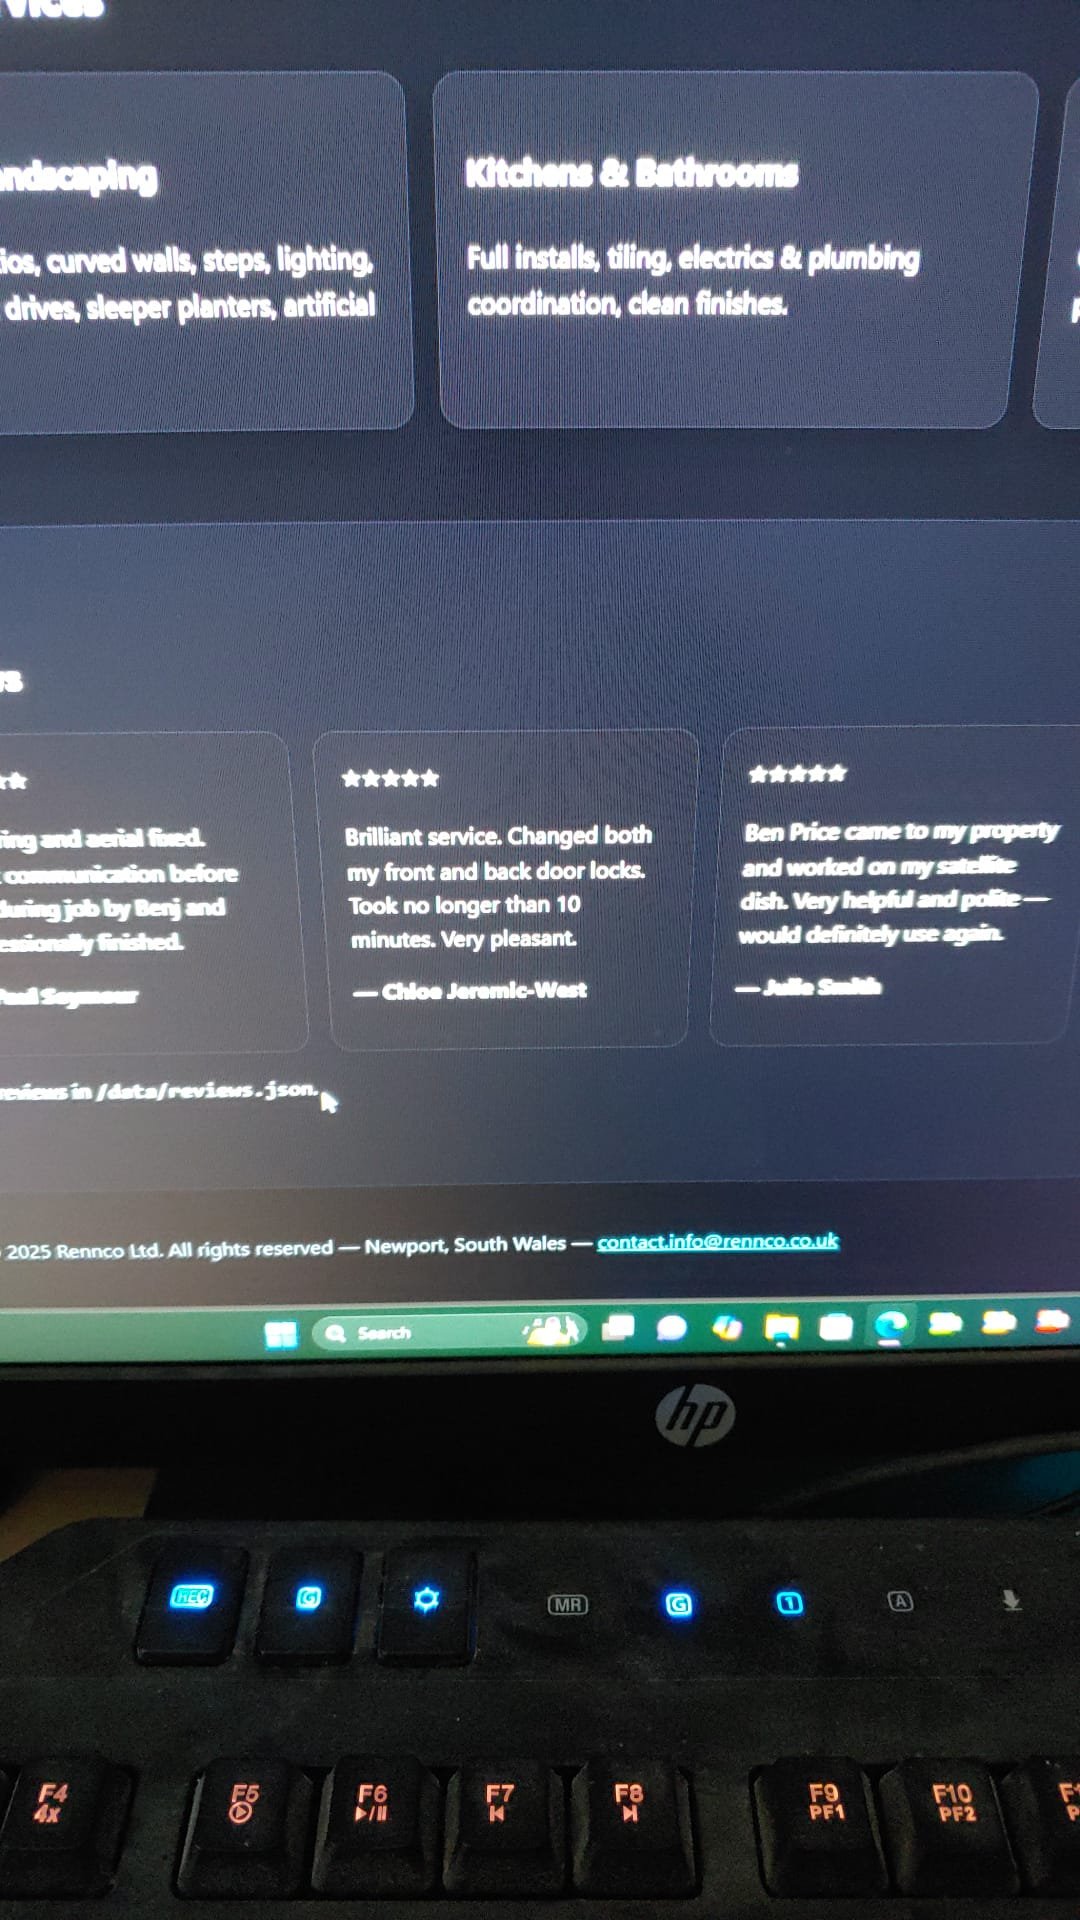 ndscaping
Kitchens & Bathrooms
ios, curved walls, steps, lighting,
drives, sleeper planters, artificial
Full installs, tiling, electrics & plumbing
coordination, clean finishes.
★★★★★
★★★★★
ring and aerial fixed.
communication before
during job by Benj and
essionally finished.
Paul Seymour
Brilliant service. Changed both
my front and back door locks.
Took no longer than 10
minutes. Very pleasant.
— Chloe Jeremic-West
Ben Price came to my property
and worked on my satellite
dish. Very helpful and polite —
would definitely use again.
— Julie Smith
reviews in /data/reviews.json.
2025 Rennco Ltd. All rights reserved — Newport, South Wales — contact.info@rennco.co.uk
Search
hp
REC G MR G 1 A
F4 F5 F6 F7 F8 F9 F10
4x PF1 PF2